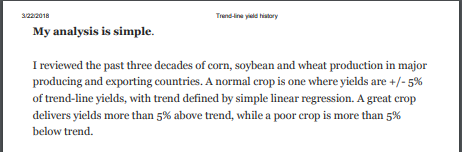 3/22/2018 Trend-line yield history
My analysis is simple.
I reviewed the past three decades of corn, soybean and wheat production in major
producing and exporting countries. A normal crop is one where yields are +/- 5%
of trend-line yields, with trend defined by simple linear regression. A great crop
delivers yields more than 5% above trend, while a poor crop is more than 5%
below trend.